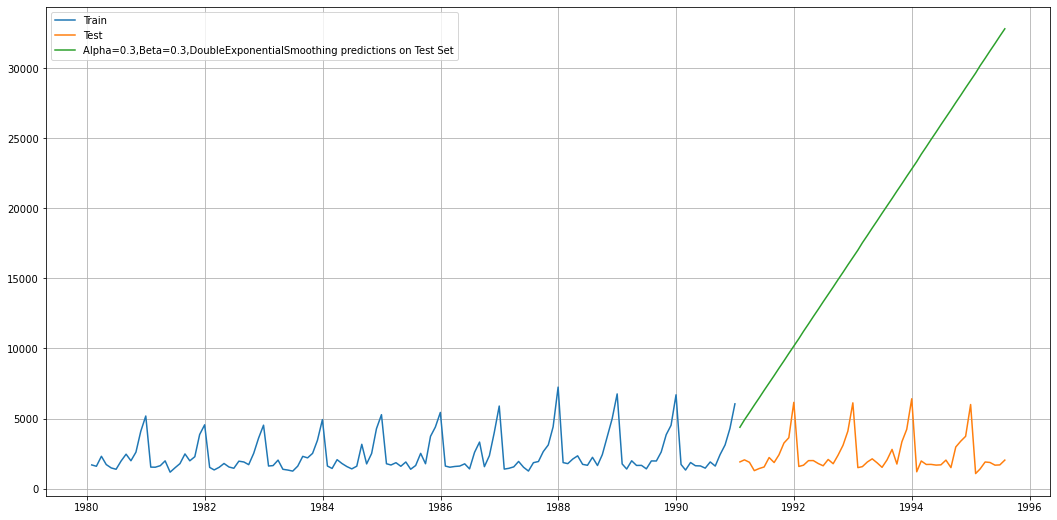 Train
Test
Alpha=0.3,Beta=0.3,DoubleExponentialSmoothing predictions on Test Set
30000
25000
20000
15000
10000
5000
0
1980 1982 1984 1986 1988 1990 1992 1994 1996